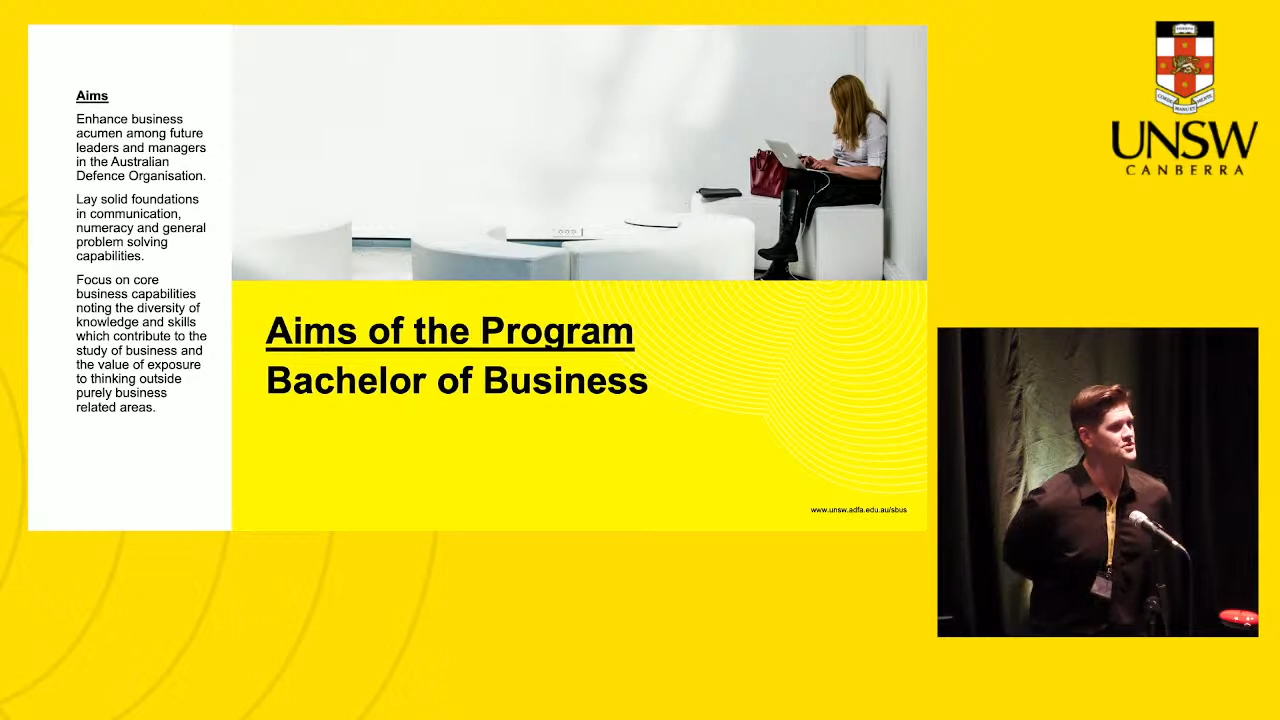 Aims
Enhance business
acumen among future
leaders and managers
in the Australian
Defence Organisation.
Lay solid foundations
in communication,
numeracy and general
problem solving
capabilities.
Focus on core
business capabilities
noting the diversity of
knowledge and skills
which contribute to the
study of business and
the value of exposure
to thinking outside
purely business
related areas.
Aims of the Program
Bachelor of Business
www.unsw.adfa.edu.au/sbus
UNSW
CANBERRA